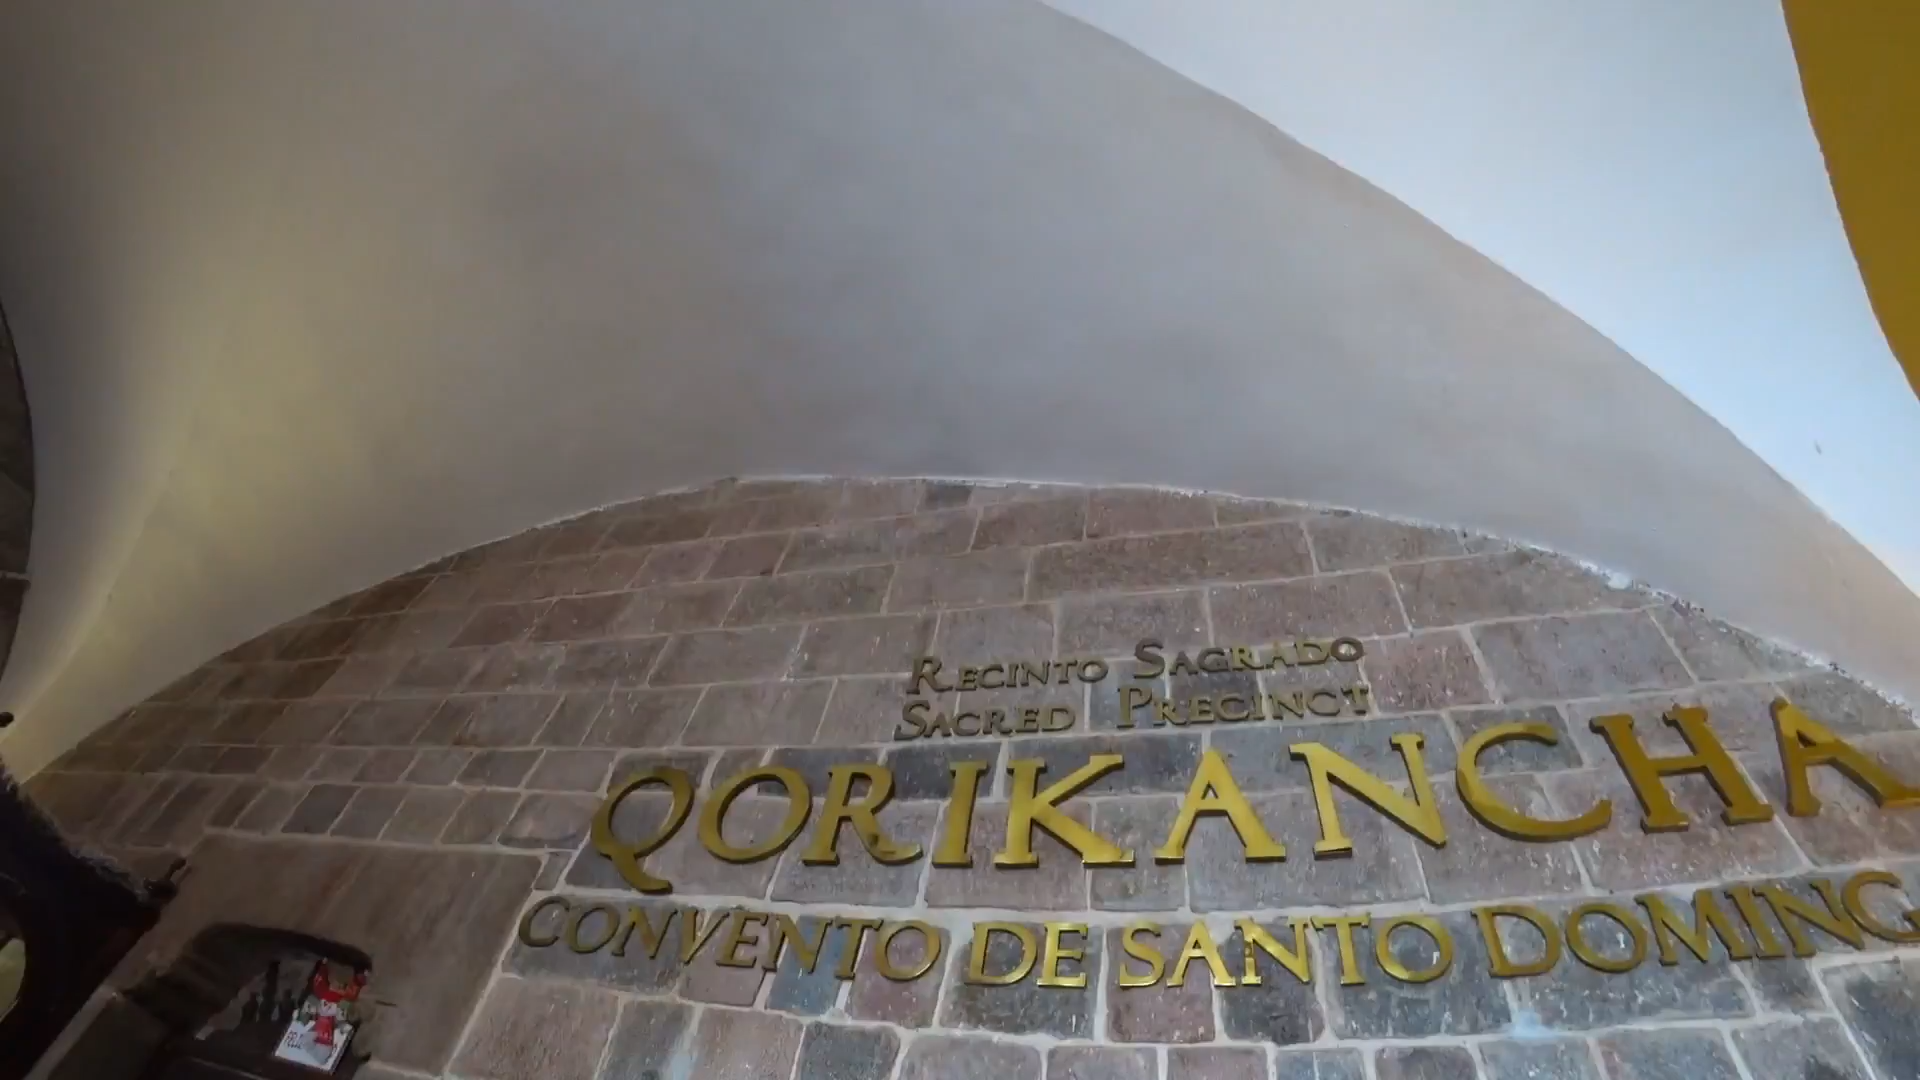 RECINTO SAGRADO
SACRED PRECINCT
QORIKANCHA
CONVENTO DE SANTO DOMING